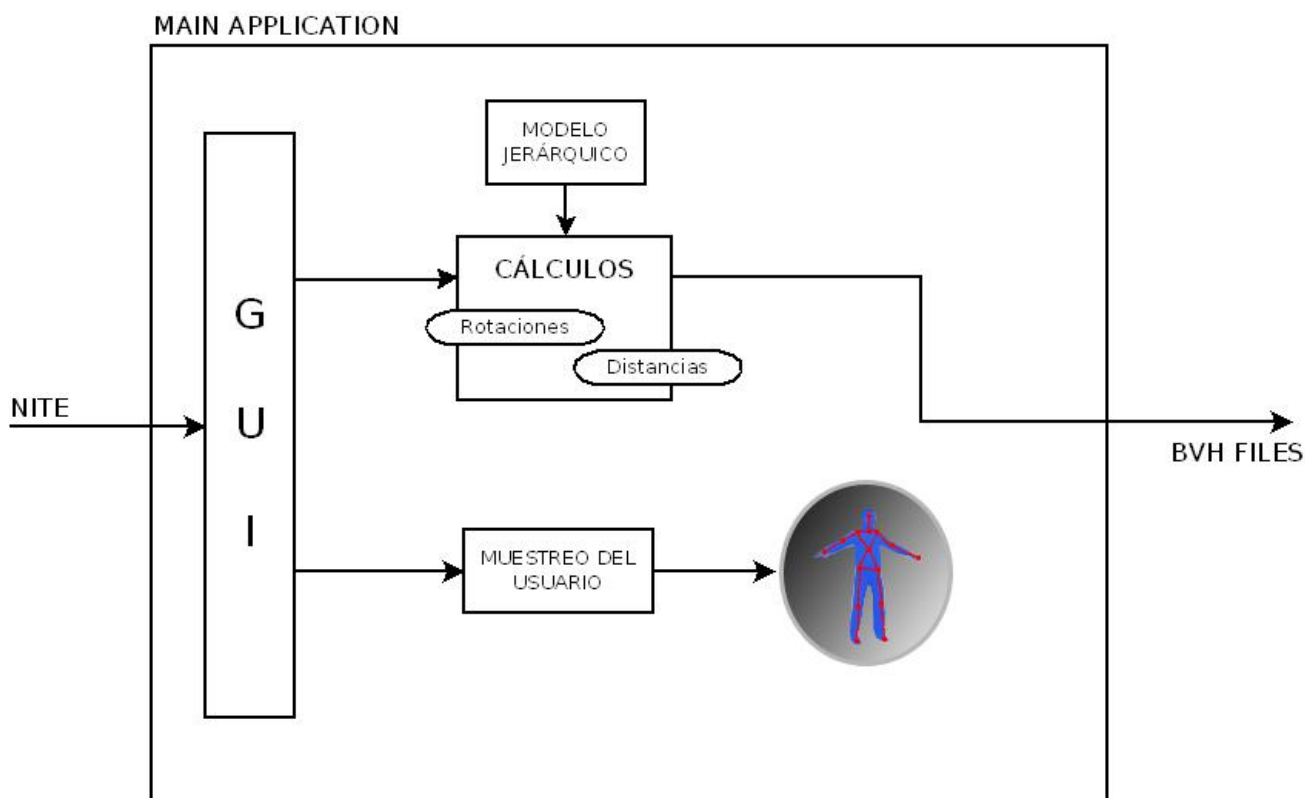 MAIN APPLICATION
MODELO
JERÁRQUICO
CÁLCULOS
Rotaciones
Distancias
G
U
I
NITE
BVH FILES
MUESTREO DEL
USUARIO